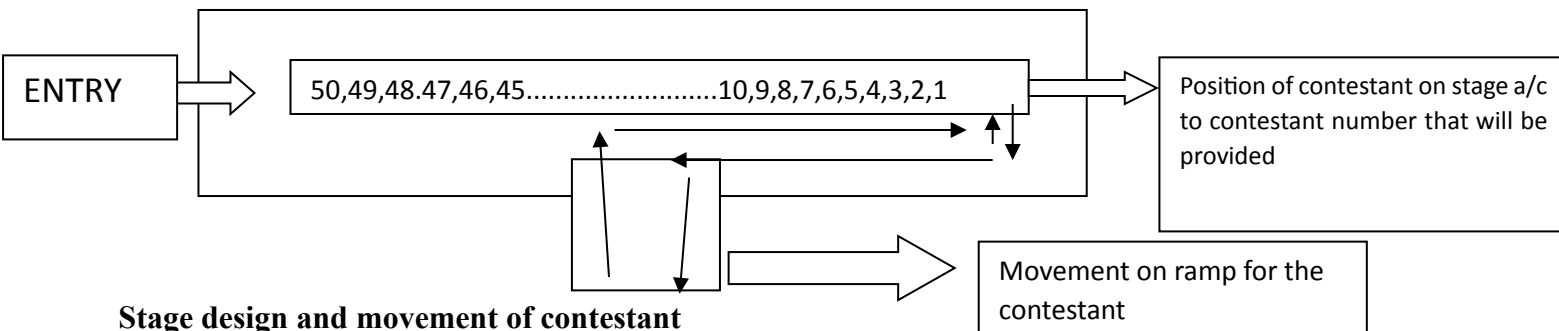 ENTRY
50,49,48.47,46,45..........................10,9,8,7,6,5,4,3,2,1
Position of contestant on stage a/c
to contestant number that will be
provided
Movement on ramp for the
contestant
Stage design and movement of contestant